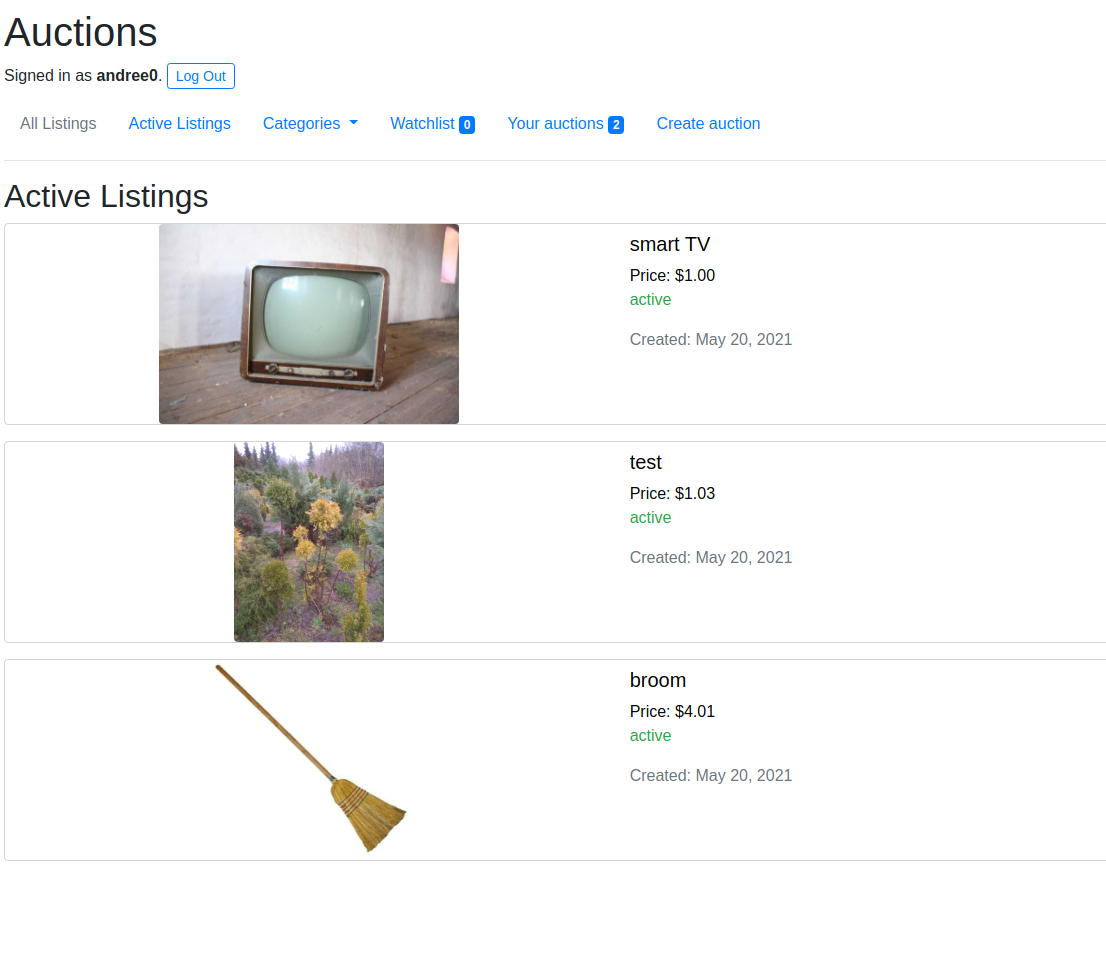 Auctions
Signed in as andree0. Log Out
All Listings Active Listings Categories Watchlist 0 Your auctions 2 Create auction
Active Listings
smart TV
Price: $1.00
active
Created: May 20, 2021
test
Price: $1.03
active
Created: May 20, 2021
broom
Price: $4.01
active
Created: May 20, 2021